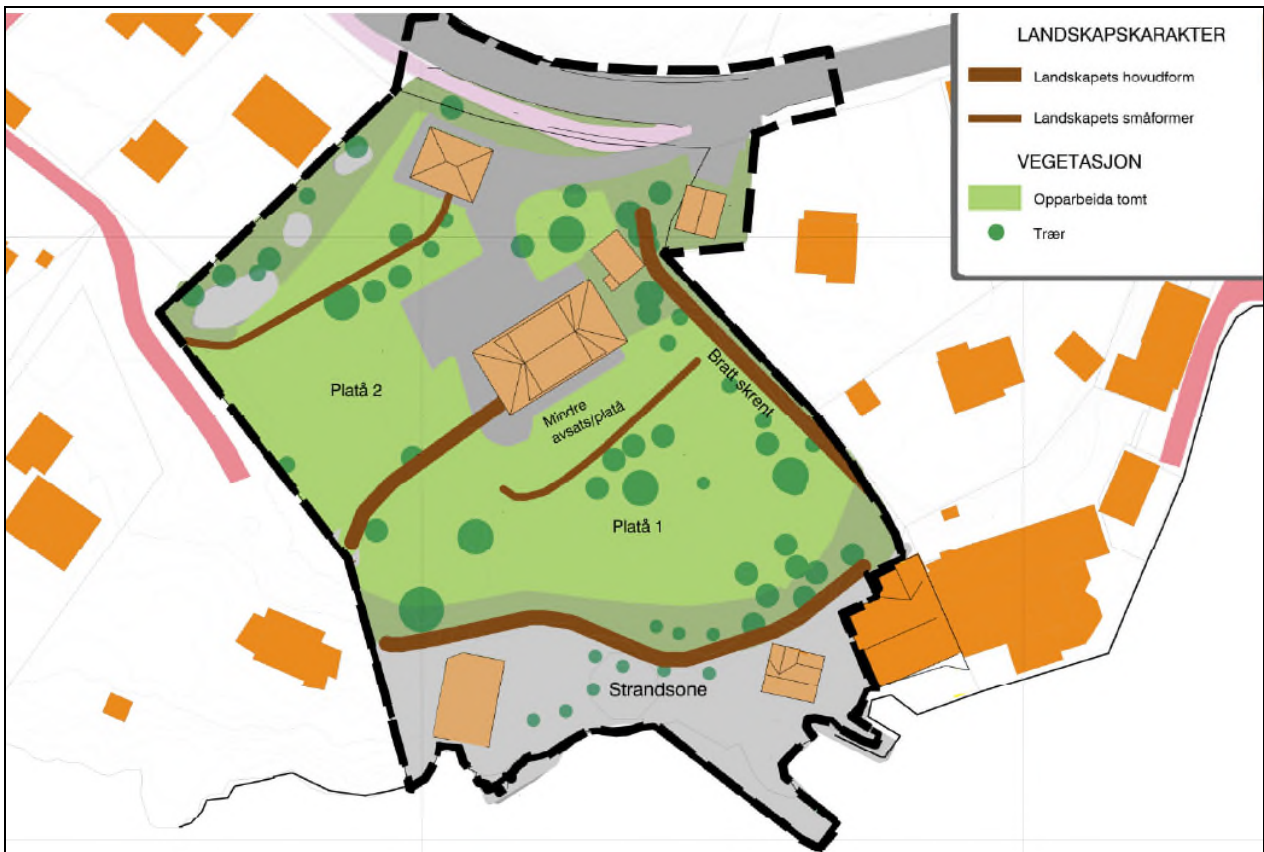 LANDSKAPSKARAKTER
Landskapets hovudform
Landskapets småformer
VEGETASJON
Opparbeida tomt
Trær
Platå 2
Mindre
avsats/platå
Bratt skrent
Platå 1
Strandsone